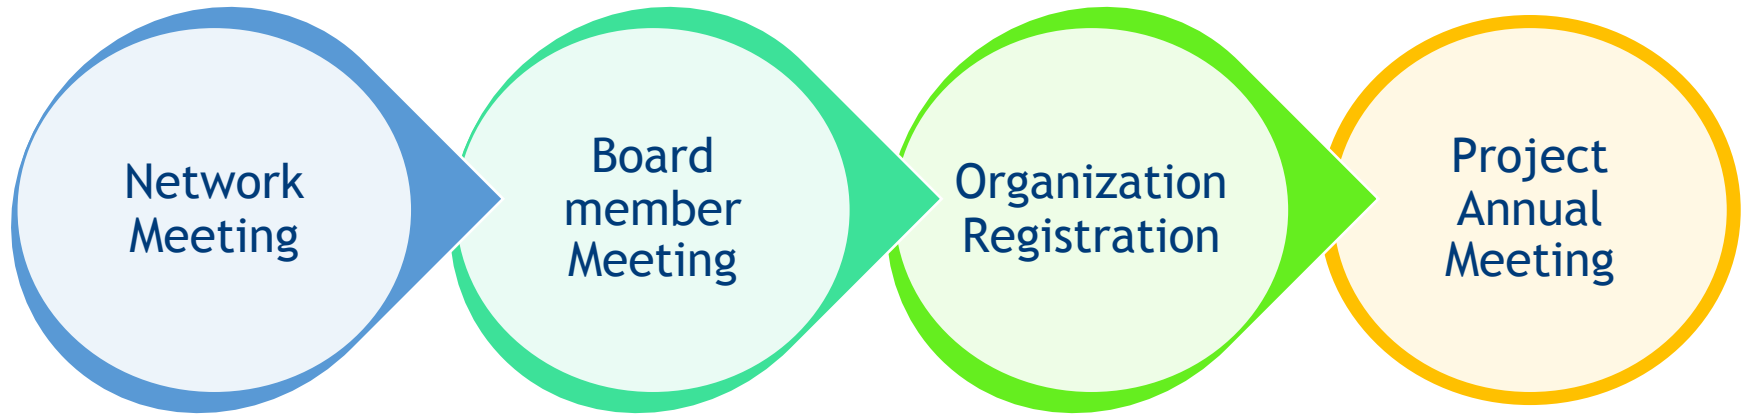 Network
Meeting
Board
member
Meeting
Organization
Registration
Project
Annual
Meeting